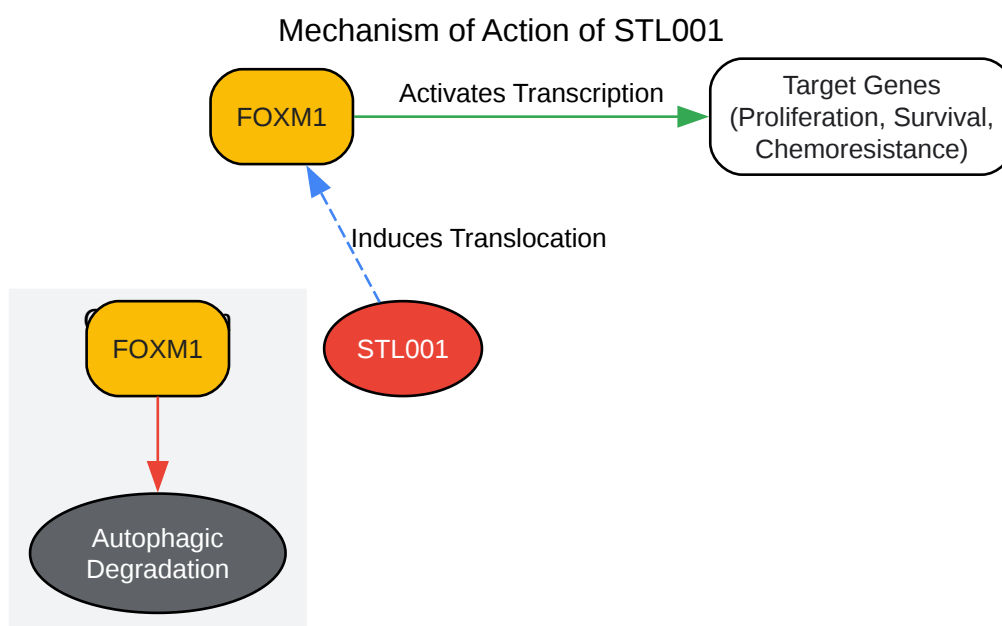 Mechanism of Action of STL001
FOXM1
Activates Transcription
Target Genes
(Proliferation, Survival,
Chemoresistance)
Induces Translocation
FOXM1
STL001
Autophagic
Degradation